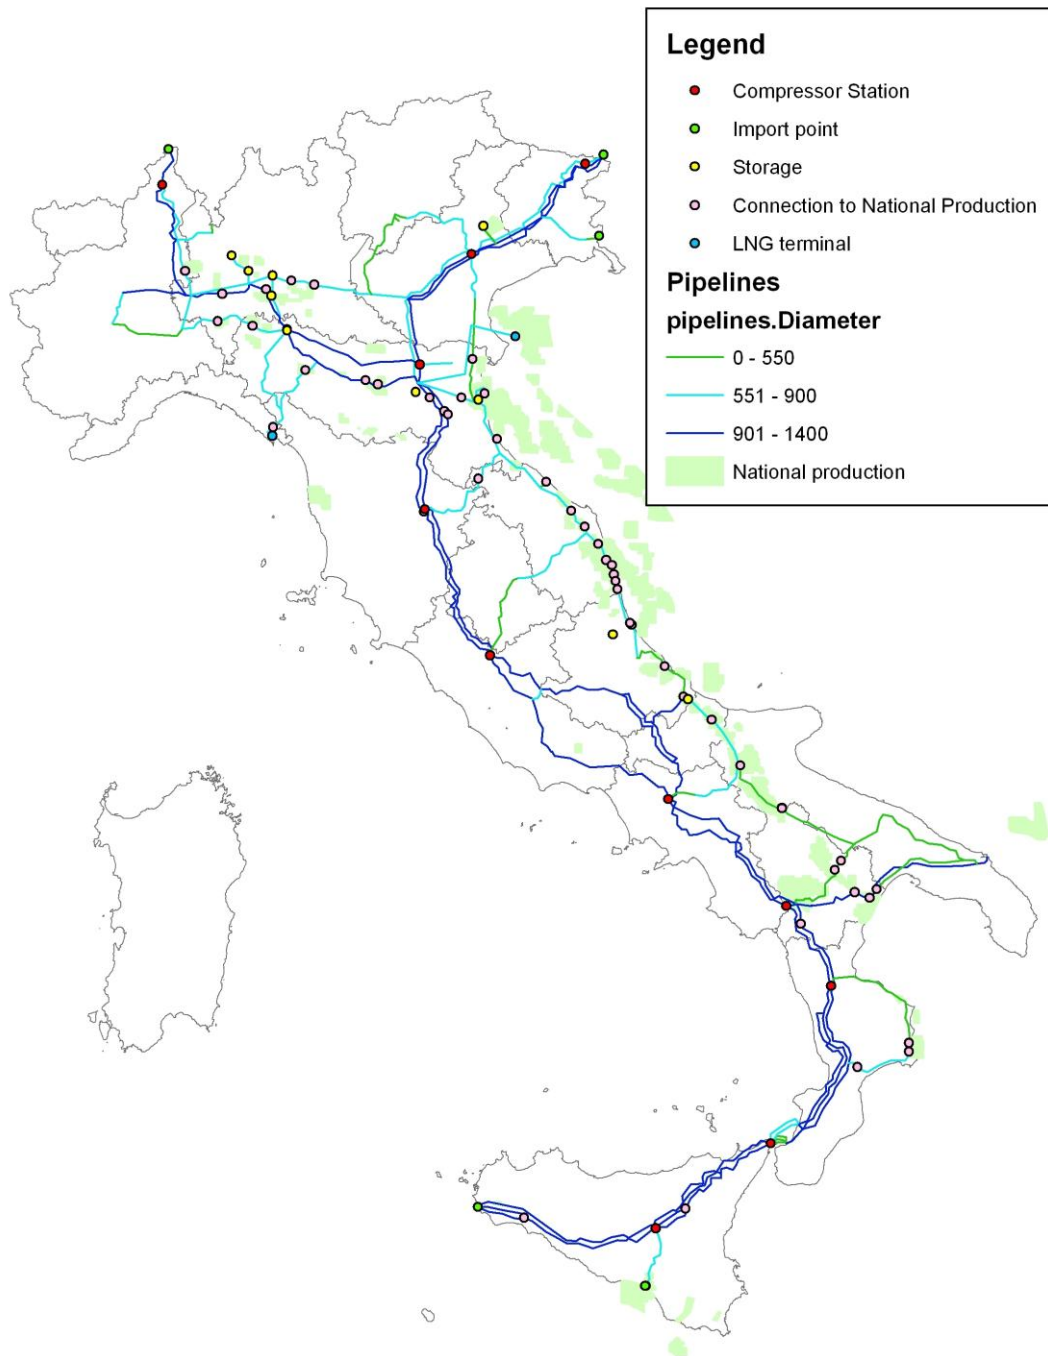 Legend
Compressor Station
Import point
Storage
Connection to National Production
LNG terminal
Pipelines
pipelines.Diameter
0 - 550
551 - 900
901 - 1400
National production